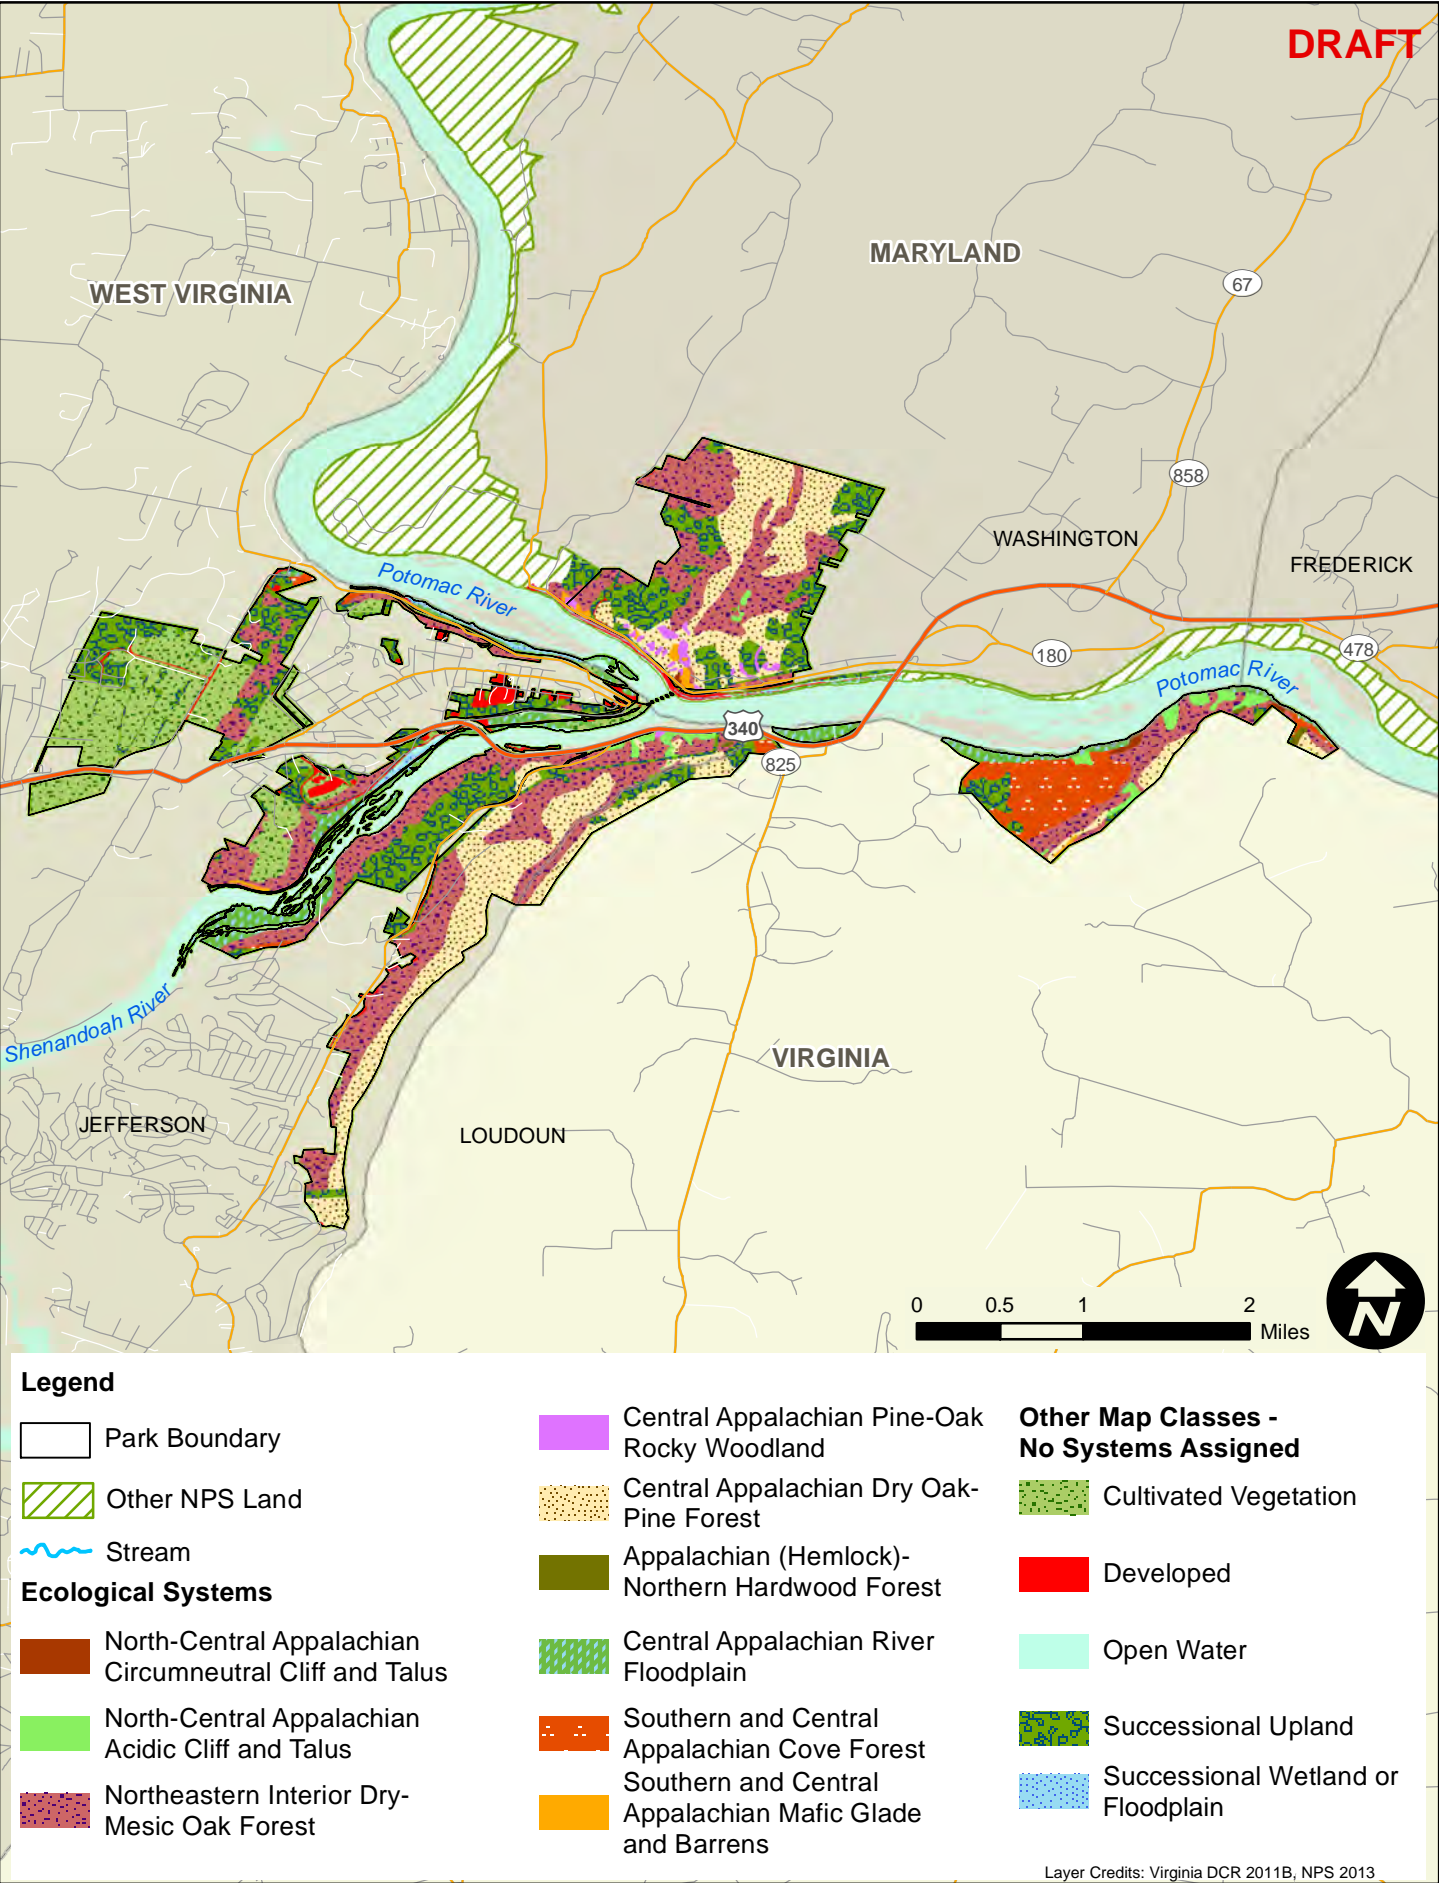 DRAFT
MARYLAND
WEST VIRGINIA
67
858
WASHINGTON
FREDERICK
Potomac River
180
478
Potomac River
340
825
Shenandoah River
VIRGINIA
JEFFERSON
LOUDOUN
0 0.5 1 2
Miles
N
Legend
Park Boundary
Other NPS Land
Stream
Ecological Systems
North-Central Appalachian
Circumneutral Cliff and Talus
North-Central Appalachian
Acidic Cliff and Talus
Northeastern Interior Dry-
Mesic Oak Forest
Central Appalachian Pine-Oak
Rocky Woodland
Central Appalachian Dry Oak-
Pine Forest
Appalachian (Hemlock)-
Northern Hardwood Forest
Central Appalachian River
Floodplain
Southern and Central
Appalachian Cove Forest
Southern and Central
Appalachian Mafic Glade
and Barrens
Other Map Classes -
No Systems Assigned
Cultivated Vegetation
Developed
Open Water
Successional Upland
Successional Wetland or
Floodplain
Layer Credits: Virginia DCR 2011B, NPS 2013